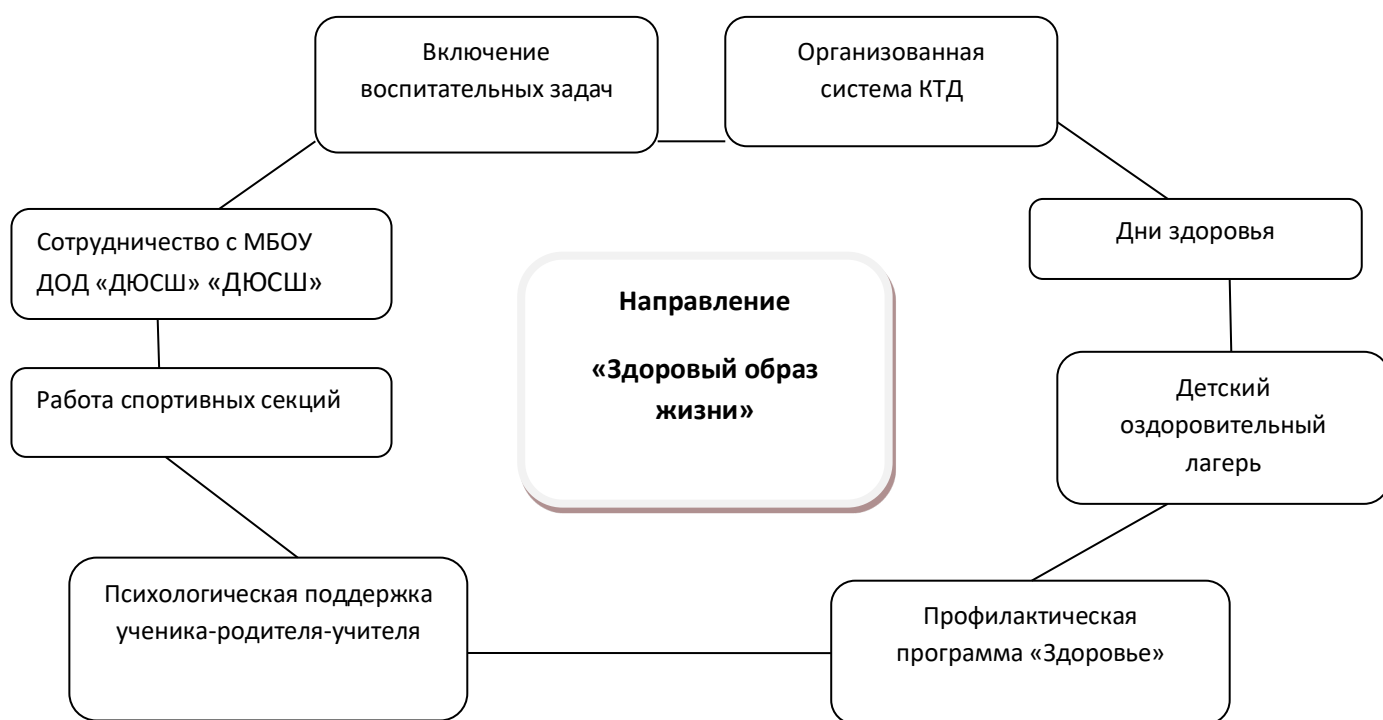 Включение
воспитательных задач
Организованная
система КТД
Сотрудничество с МБОУ
ДОД «ДЮСШ» «ДЮСШ»
Дни здоровья
Направление
«Здоровый образ
жизни»
Работа спортивных секций
Детский
оздоровительный
лагерь
Психологическая поддержка
ученика-родителя-учителя
Профилактическая
программа «Здоровье»